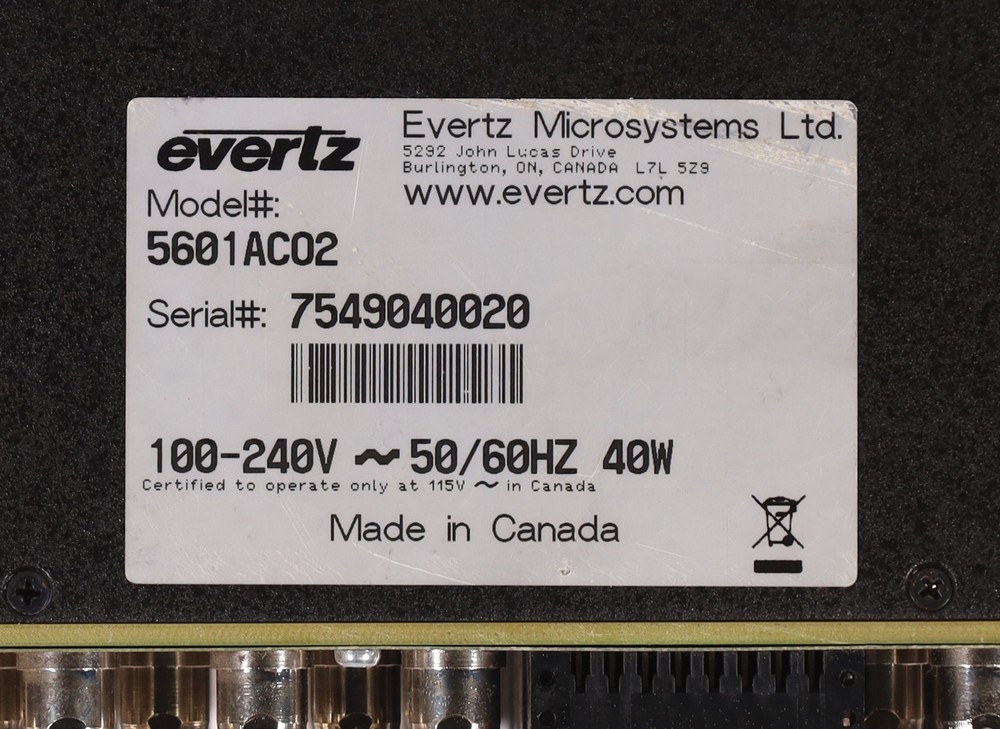 evertz
Evertz Microsystems Ltd.
5292 John Lucas Drive
Burlington, ON, CANADA L7L 5Z9
www.evertz.com
Model#:
5601ACO2
Serial#: 7549040020
100-240V ~ 50/60HZ 40W
Certified to operate only at 115V ~ in Canada
Made in Canada